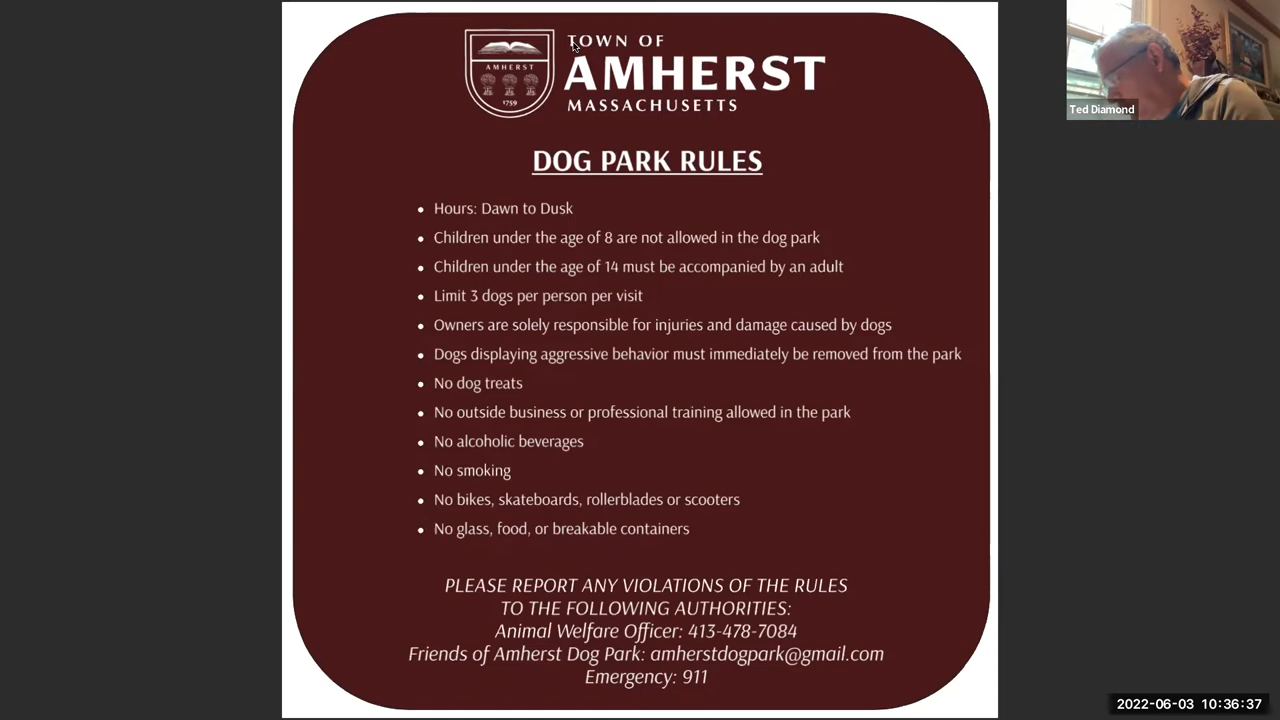 TOWN OF
AMHERST
MASSACHUSETTS
AMHERST
1759
DOG PARK RULES
• Hours: Dawn to Dusk
• Children under the age of 8 are not allowed in the dog park
• Children under the age of 14 must be accompanied by an adult
• Limit 3 dogs per person per visit
• Owners are solely responsible for injuries and damage caused by dogs
• Dogs displaying aggressive behavior must immediately be removed from the park
• No dog treats
• No outside business or professional training allowed in the park
• No alcoholic beverages
• No smoking
• No bikes, skateboards, rollerblades or scooters
• No glass, food, or breakable containers
PLEASE REPORT ANY VIOLATIONS OF THE RULES
TO THE FOLLOWING AUTHORITIES:
Animal Welfare Officer: 413-478-7084
Friends of Amherst Dog Park: amherstdogpark@gmail.com
Emergency: 911
Ted Diamond
2022-06-03 10:36:37